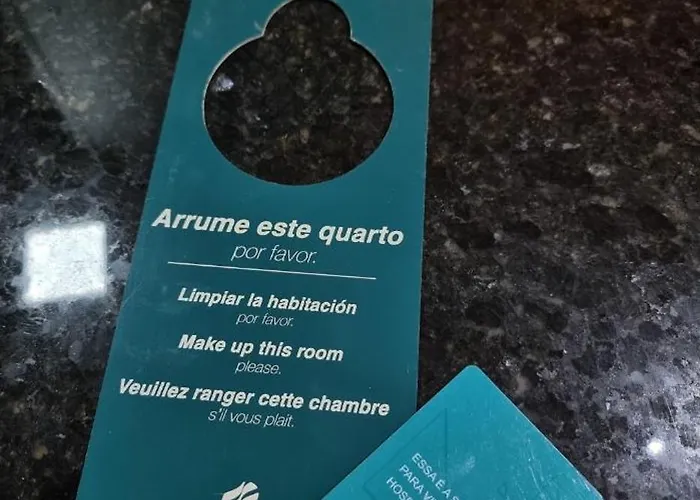 Arrume este quarto
por favor.
Limpiar la habitación
por favor.
Make up this room
please.
Veuillez ranger cette chambre
s'il vous plait.
ESSA É A
PARA